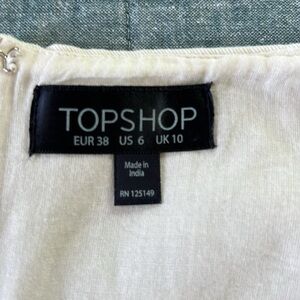 TOPSHOP
EUR 38 US 6 UK 10
Made in
India
RN 125149